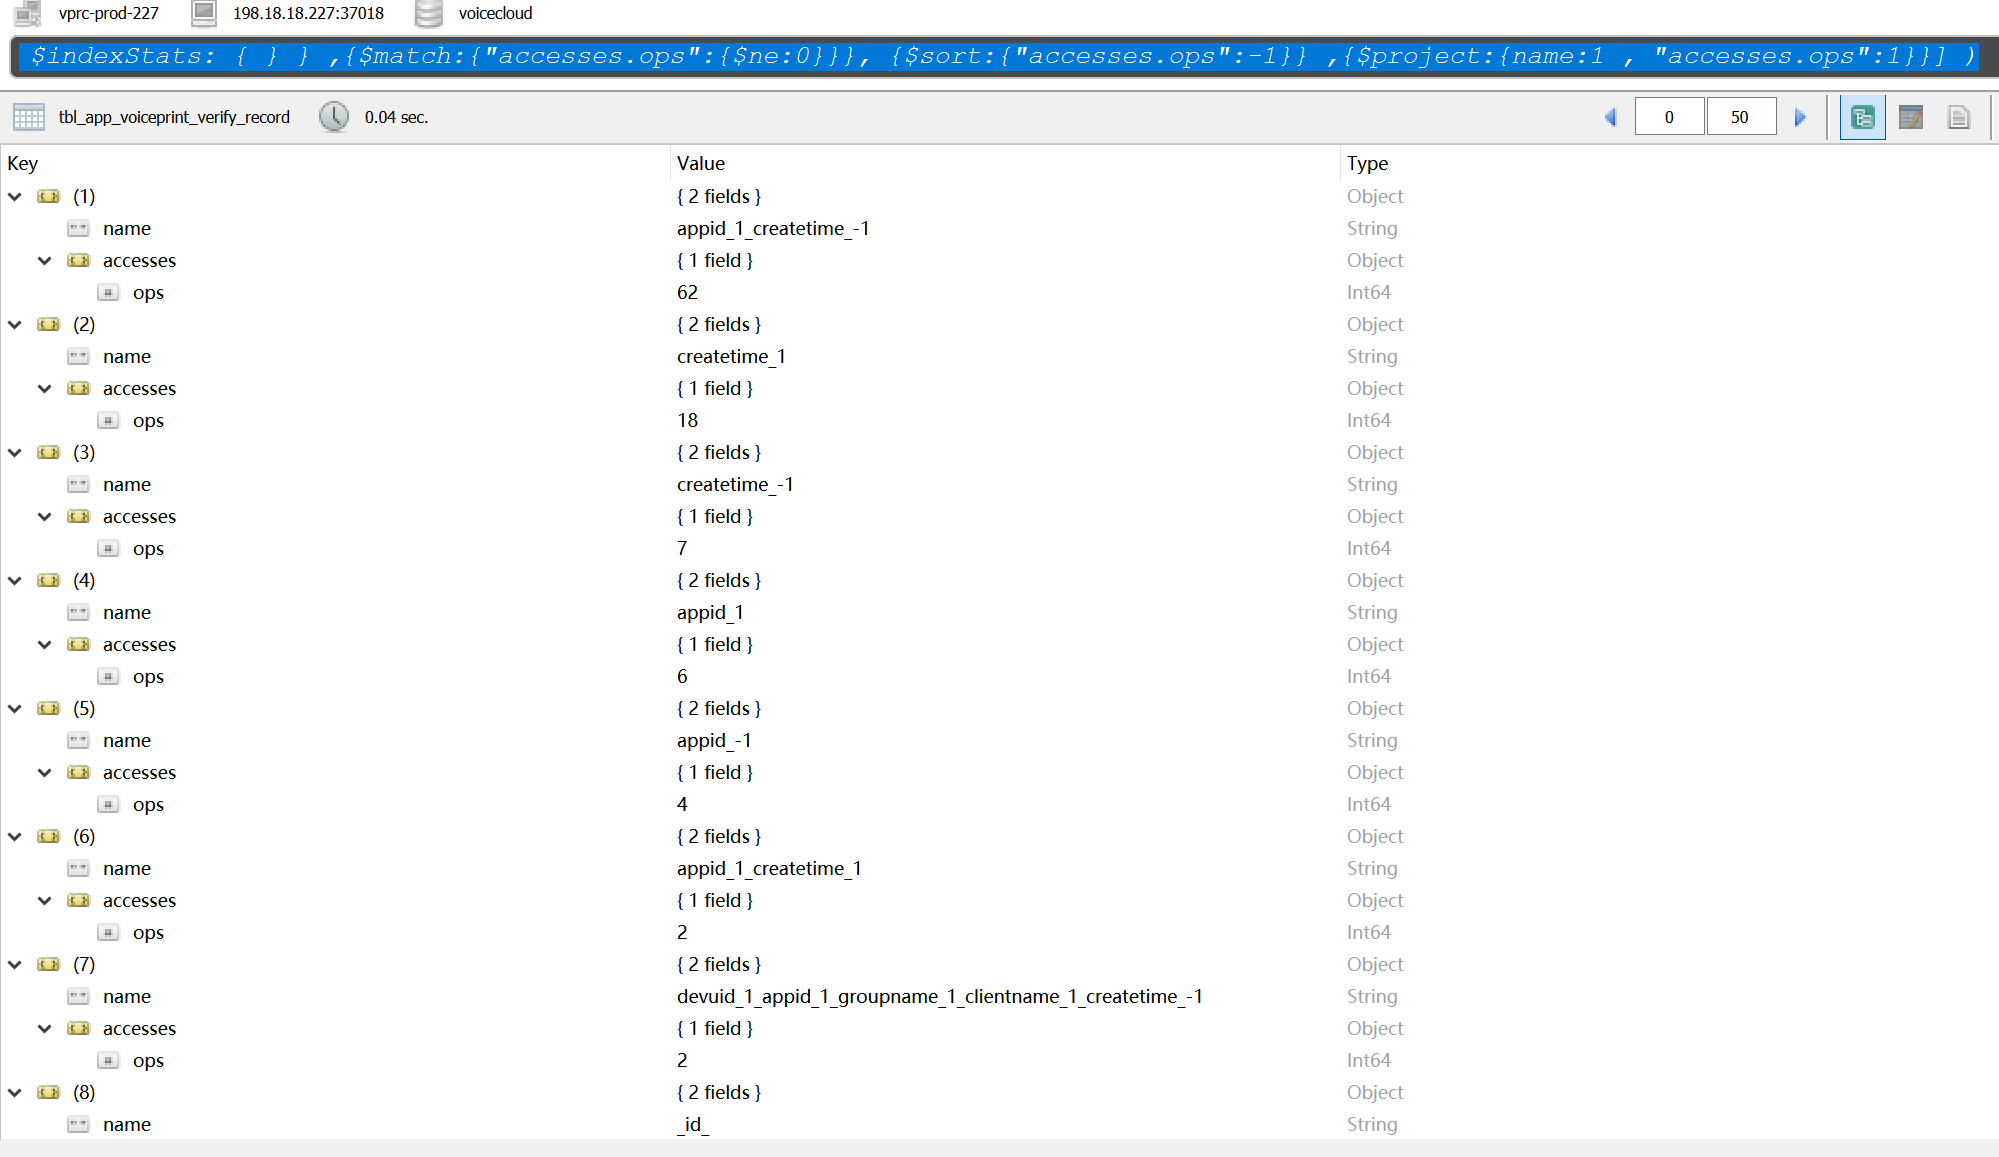 vprc-prod-227 198.18.18.227:37018 voicecloud
$indexStats: { } } ,{$match:{"accesses.ops":{$ne:0}}}, {$sort:{"accesses.ops":-1}} ,{$project:{name:1 , "accesses.ops":1}}] )
tbl_app_voiceprint_verify_record 0.04 sec. 0 50
Key Value Type
(1) { 2 fields } Object
name appid_1_createtime_-1 String
accesses { 1 field } Object
ops 62 Int64
(2) { 2 fields } Object
name createtime_1 String
accesses { 1 field } Object
ops 18 Int64
(3) { 2 fields } Object
name createtime_-1 String
accesses { 1 field } Object
ops 7 Int64
(4) { 2 fields } Object
name appid_1 String
accesses { 1 field } Object
ops 6 Int64
(5) { 2 fields } Object
name appid_-1 String
accesses { 1 field } Object
ops 4 Int64
(6) { 2 fields } Object
name appid_1_createtime_1 String
accesses { 1 field } Object
ops 2 Int64
(7) { 2 fields } Object
name devuid_1_appid_1_groupname_1_clientname_1_createtime_-1 String
accesses { 1 field } Object
ops 2 Int64
(8) { 2 fields } Object
name _id_ String